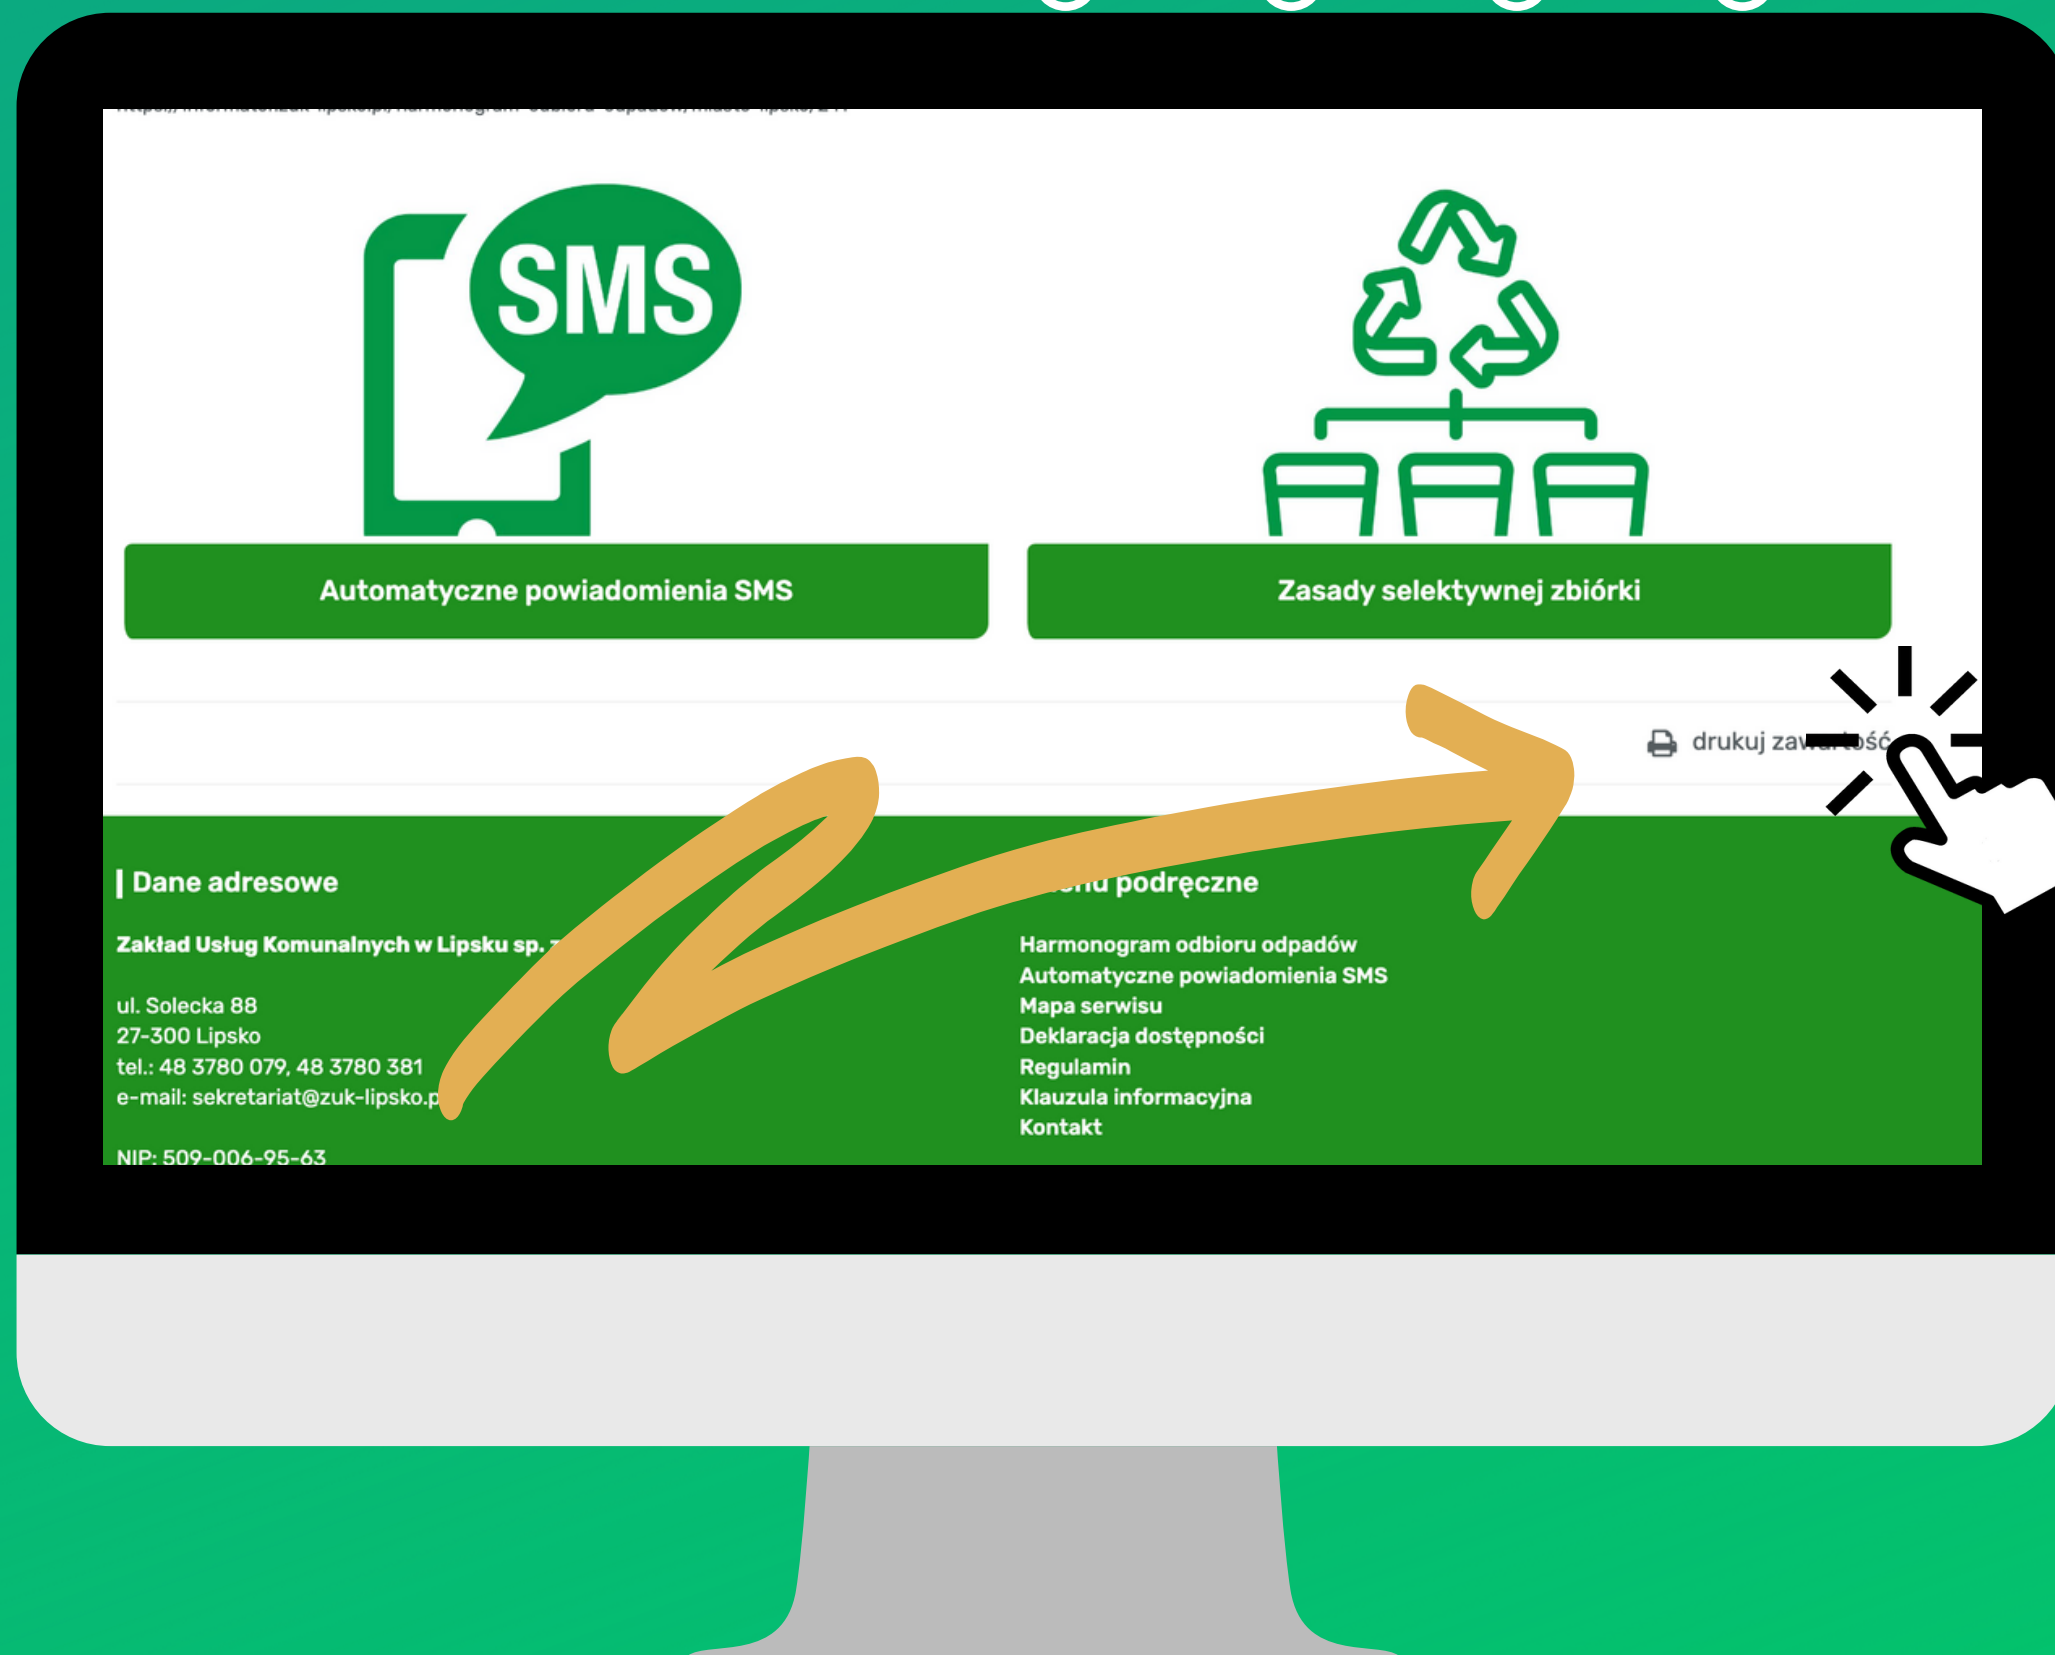 SMS
Automatyczne powiadomienia SMS
Zasady selektywnej zbiórki
drukuj zawartość
Dane adresowe
Zakład Usług Komunalnych w Lipsku sp.
ul. Solecka 88
27-300 Lipsko
tel.: 48 3780 079, 48 3780 381
e-mail: sekretariat@zuk-lipsko.p
NIP: 509-006-95-63
podręczne
Harmonogram odbioru odpadów
Automatyczne powiadomienia SMS
Mapa serwisu
Deklaracja dostępności
Regulamin
Klauzula informacyjna
Kontakt